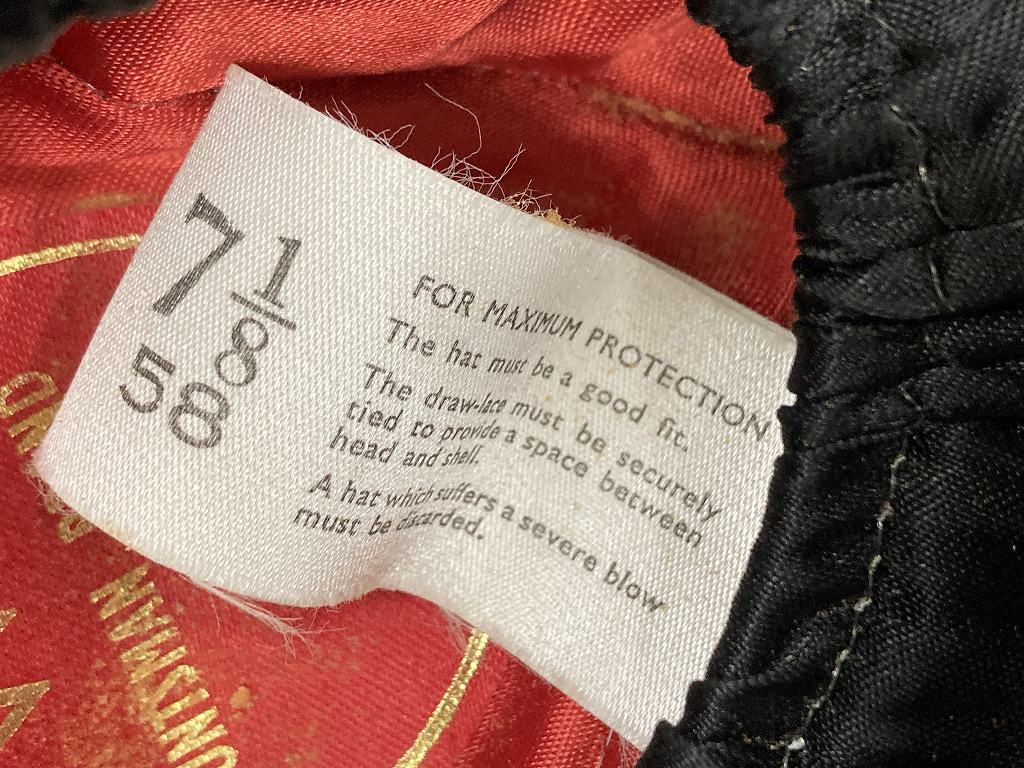 7 1/8
58
FOR MAXIMUM PROTECTION
The hat must be a good fit.
The draw-lace must be securely
tied to provide a space between
head and shell.
A hat which suffers a severe blow
must be discarded.